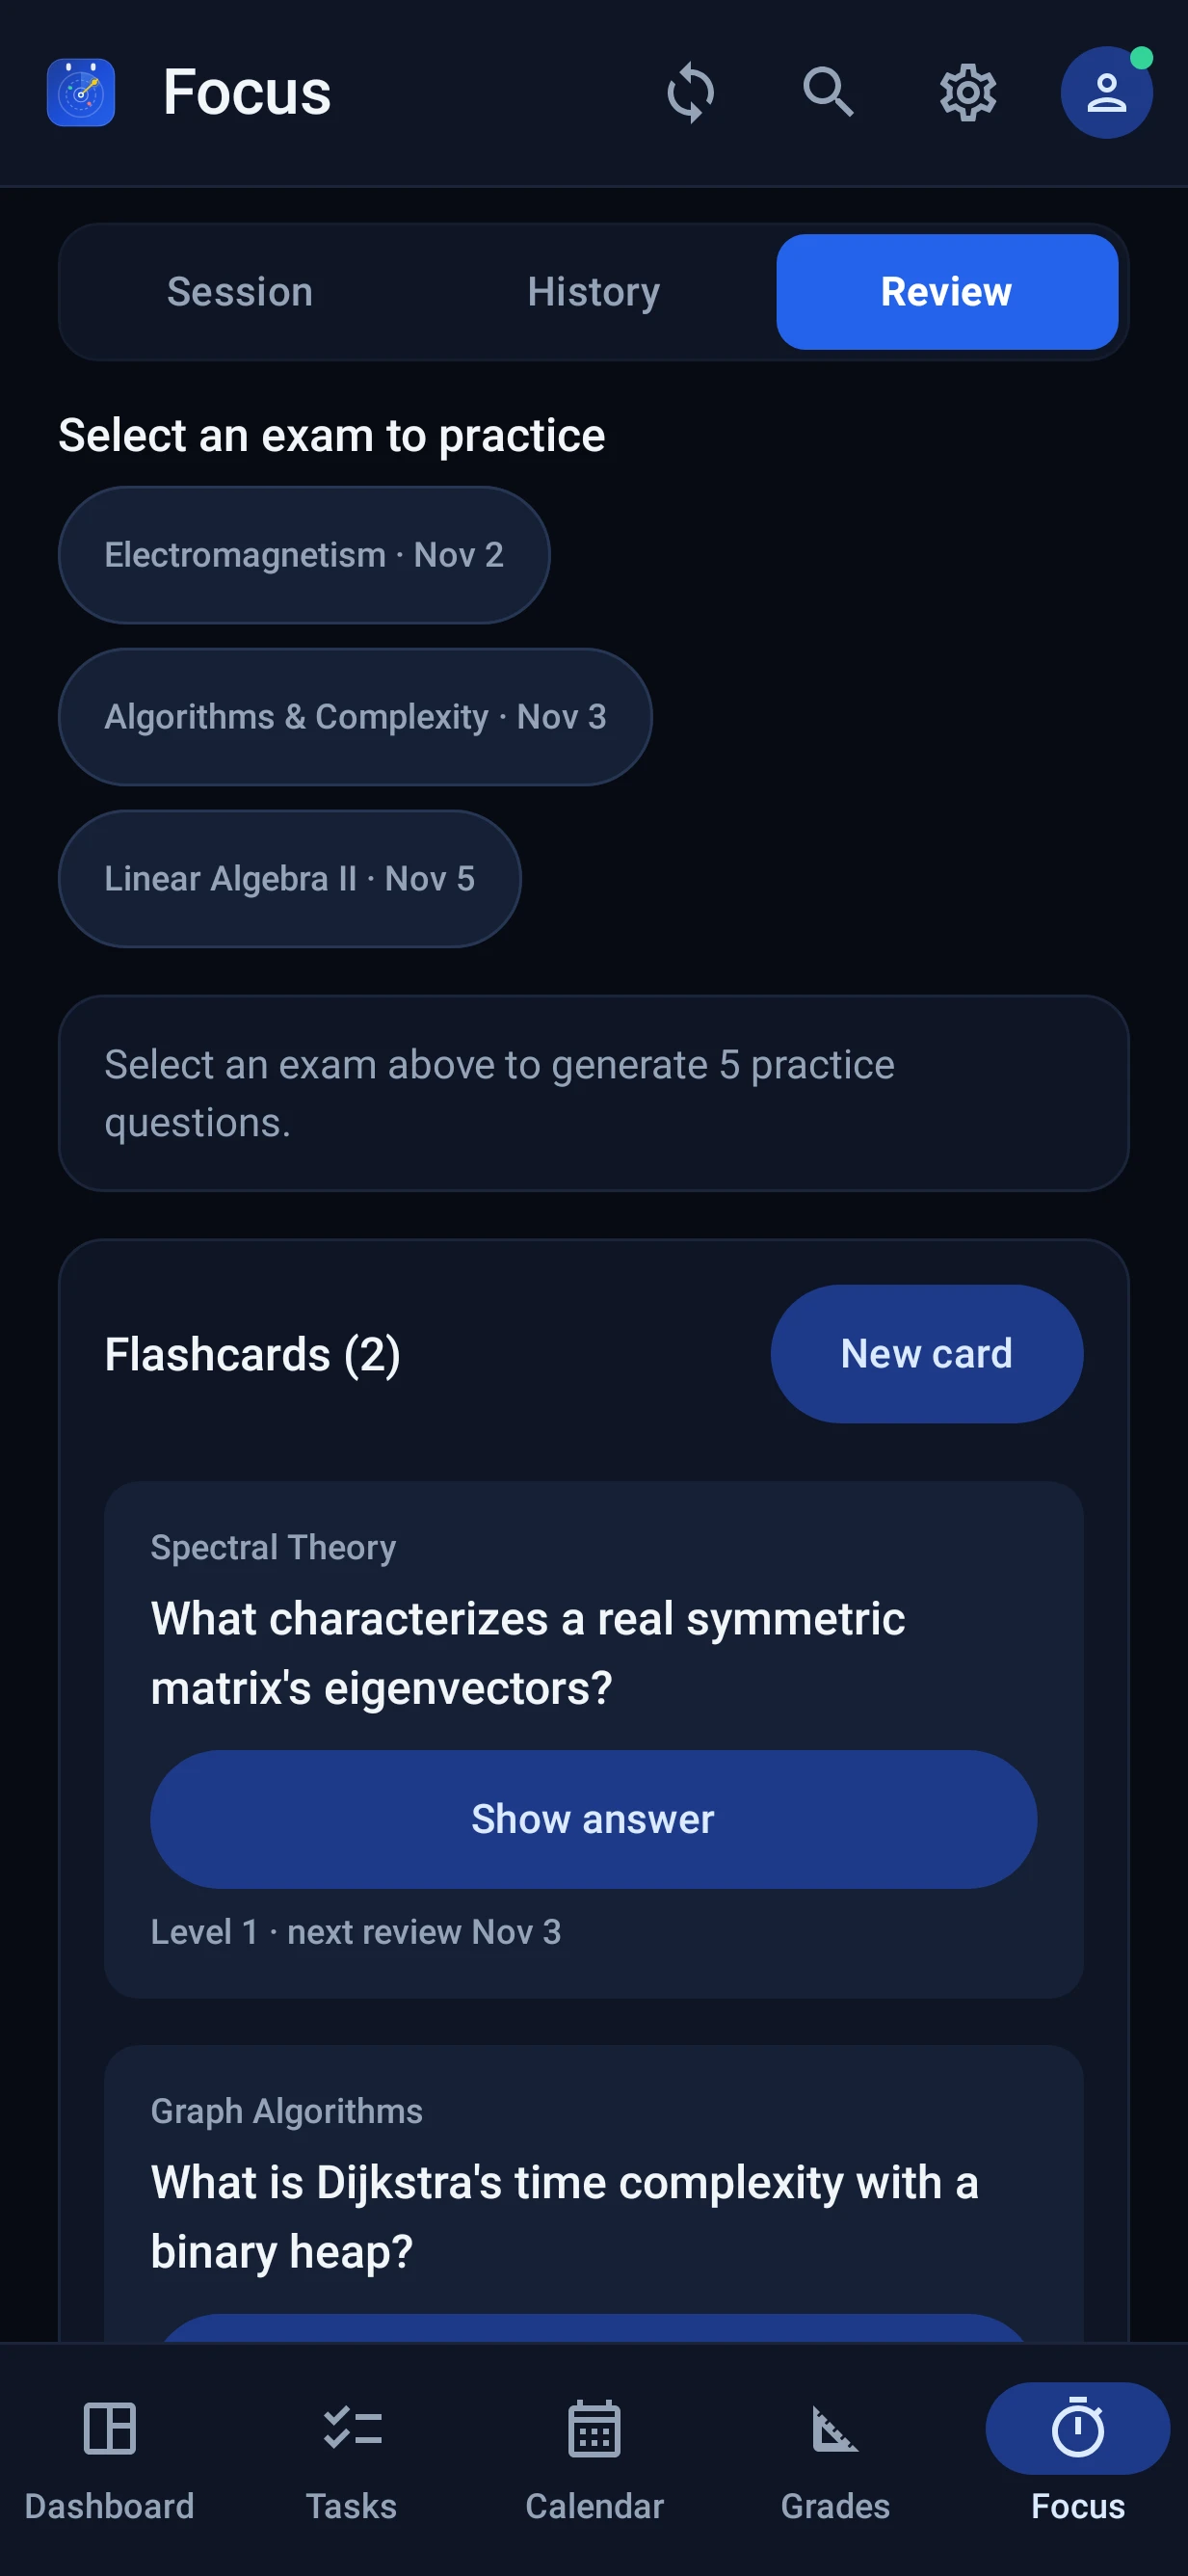 Focus
Session
History
Review
Select an exam to practice
Electromagnetism · Nov 2
Algorithms & Complexity · Nov 3
Linear Algebra II · Nov 5
Select an exam above to generate 5 practice
questions.
Flashcards (2)
New card
Spectral Theory
What characterizes a real symmetric
matrix's eigenvectors?
Show answer
Level 1 · next review Nov 3
Graph Algorithms
What is Dijkstra's time complexity with a
binary heap?
Dashboard
Tasks
Calendar
Grades
Focus